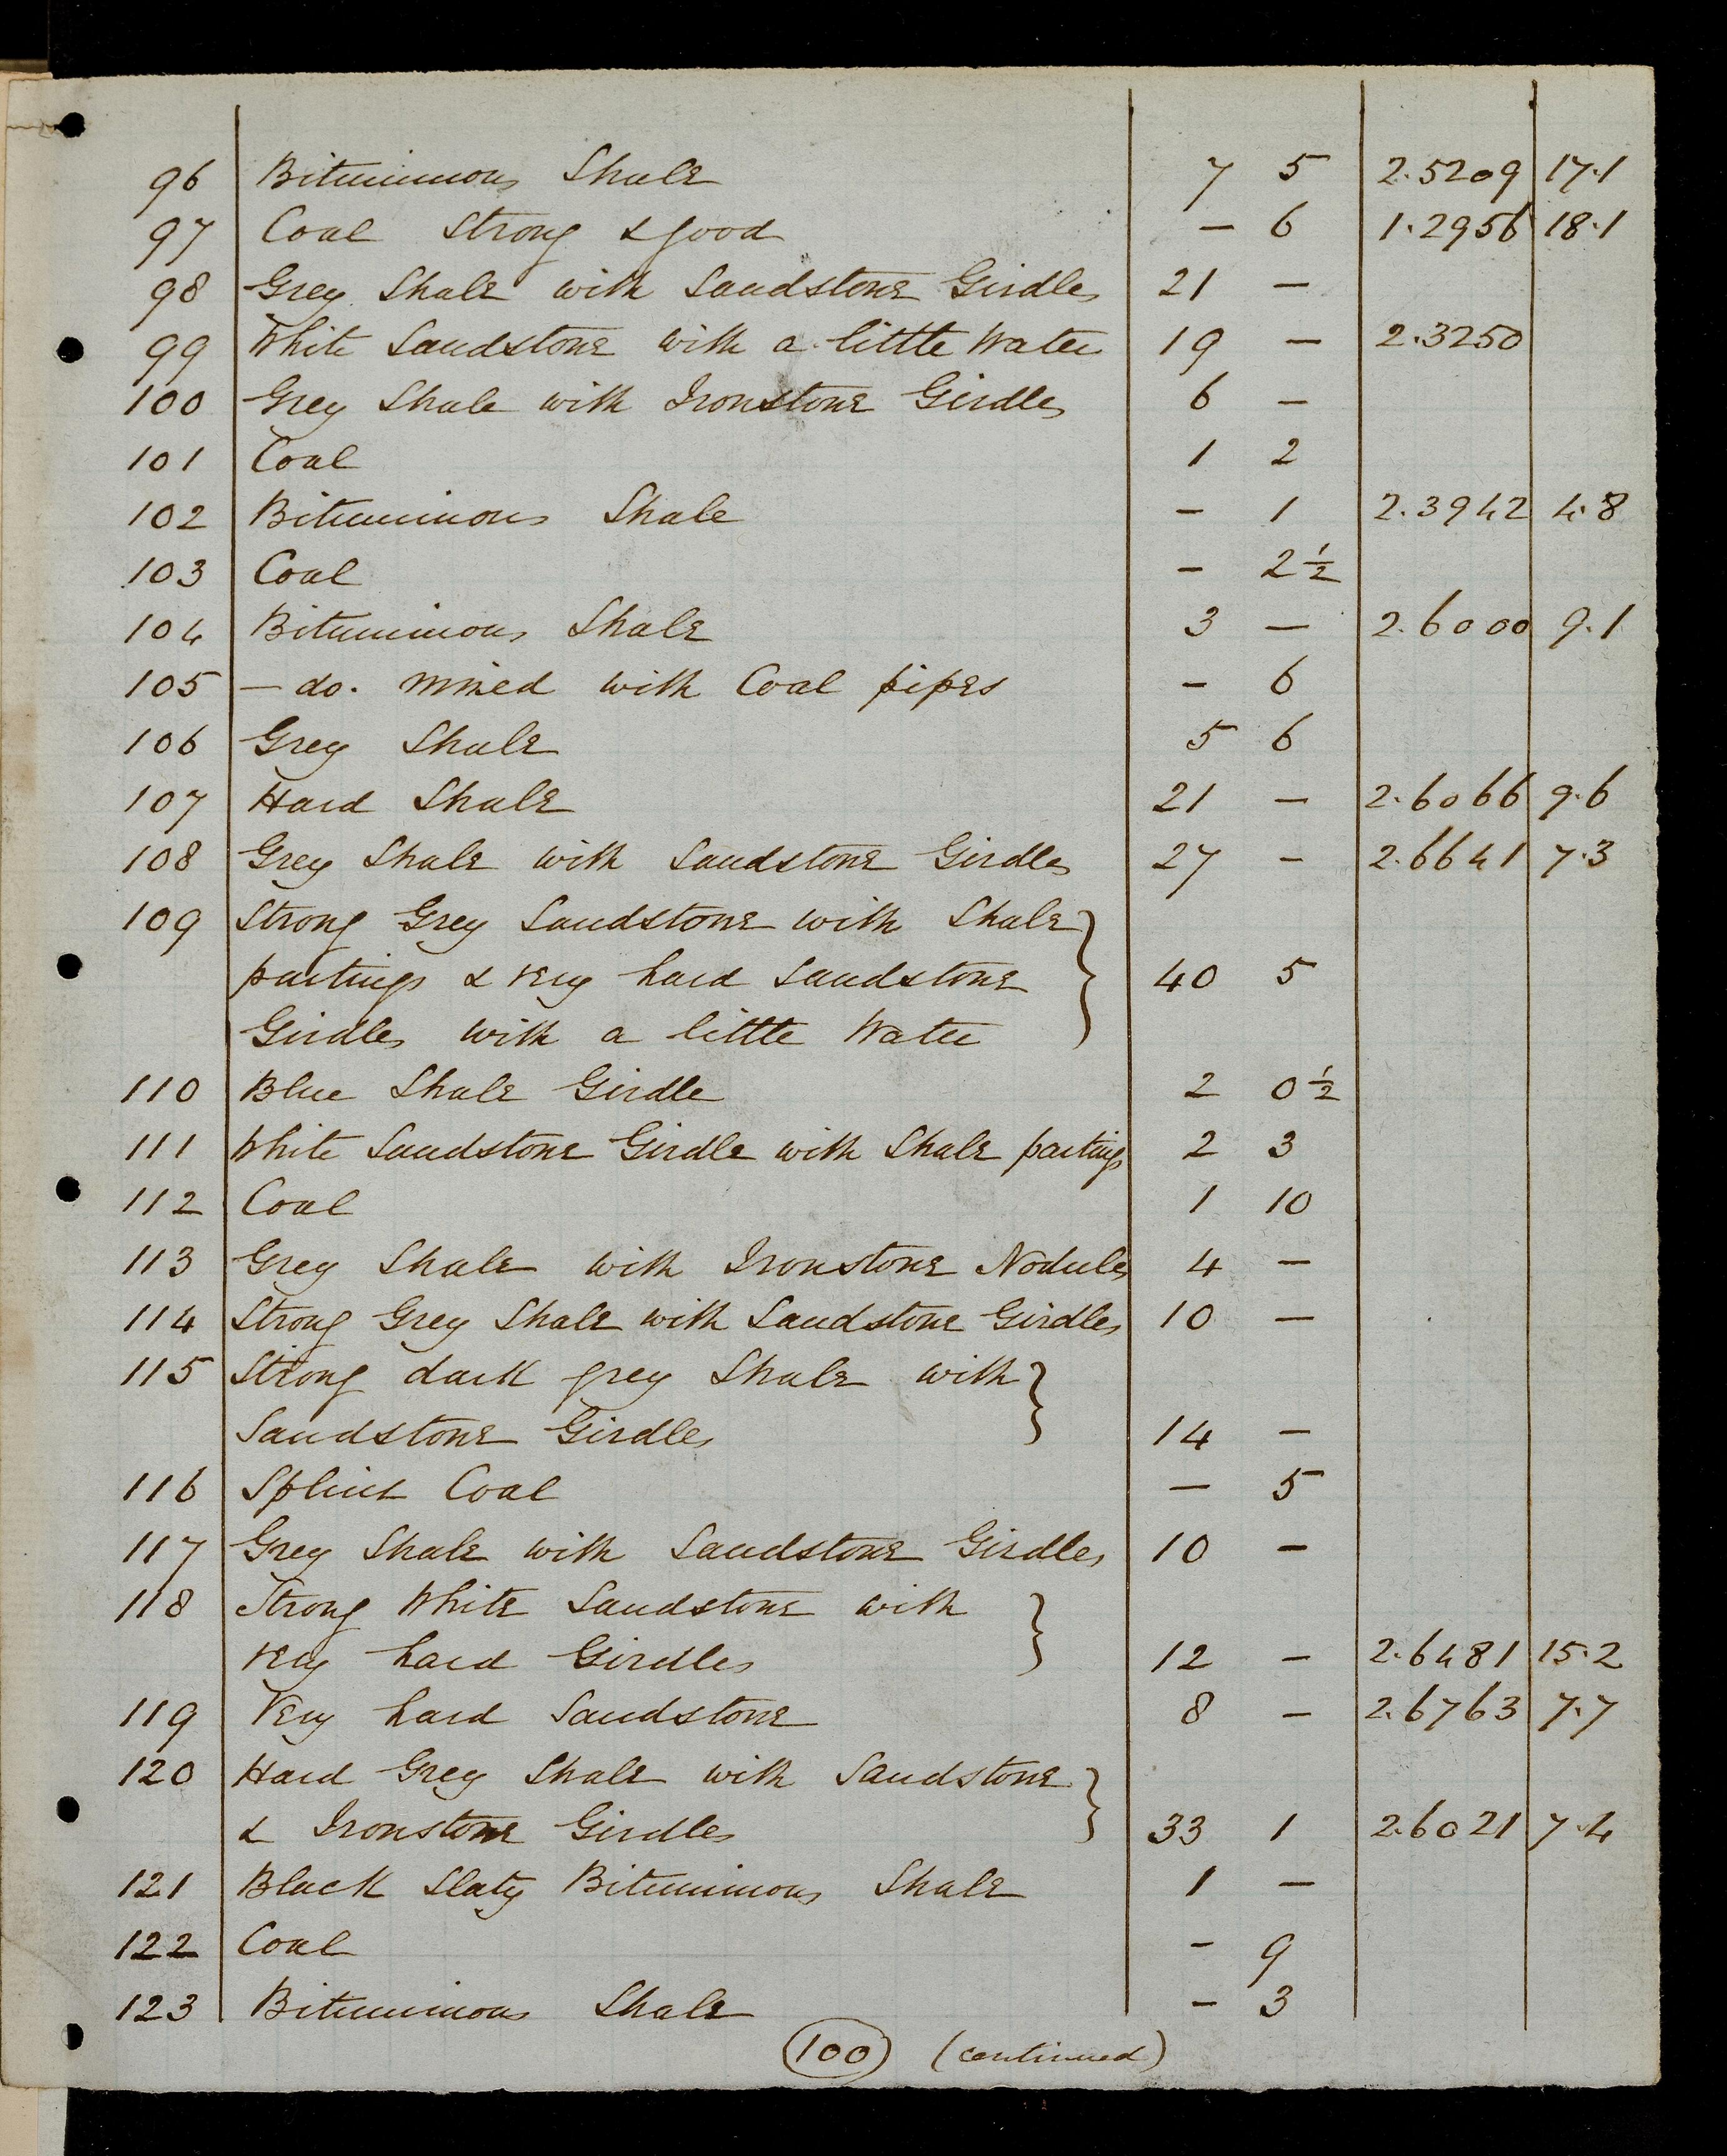 96 Bituminous Shale 7 5 2.5209 17.1
97 Coal Strong & good — 6 1.2956 18.1
98 Grey Shale with Sandstone Girdles 21 —
99 White Sandstone with a little Water 19 — 2.3250
100 Grey Shale with Ironstone Girdles 6 —
101 Coal 1 2
102 Bituminous Shale — 1 2.3942 4.8
103 Coal — 2½
104 Bituminous Shale 3 — 2.6000 9.1
105 — do. mixed with Coal pipes — 6
106 Grey Shale 5 6
107 Hard Shale 21 — 2.6066 9.6
108 Grey Shale with Sandstone Girdles 27 — 2.6641 7.3
109 Strong Grey Sandstone with Shale
partings & very hard Sandstone 40 5
Girdles with a little Water
110 Blue Shale Girdle 2 0½
111 White Sandstone Girdle with Shale partings 2 3
112 Coal 1 10
113 Grey Shale with Ironstone Nodules 4 —
114 Strong Grey Shale with Sandstone Girdles 10 —
115 Strong dark grey Shale with
Sandstone Girdles 14 —
116 Splint Coal — 5
117 Grey Shale with Sandstone Girdles 10 —
118 Strong White Sandstone with
very hard Girdles 12 — 2.6481 15.2
119 Very hard Sandstone 8 — 2.6763 7.7
120 Hard Grey Shale with Sandstone
& Ironstone Girdles 33 1 2.6021 7.4
121 Black Slaty Bituminous Shale 1 —
122 Coal — 9
123 Bituminous Shale — 3
100 (continued)